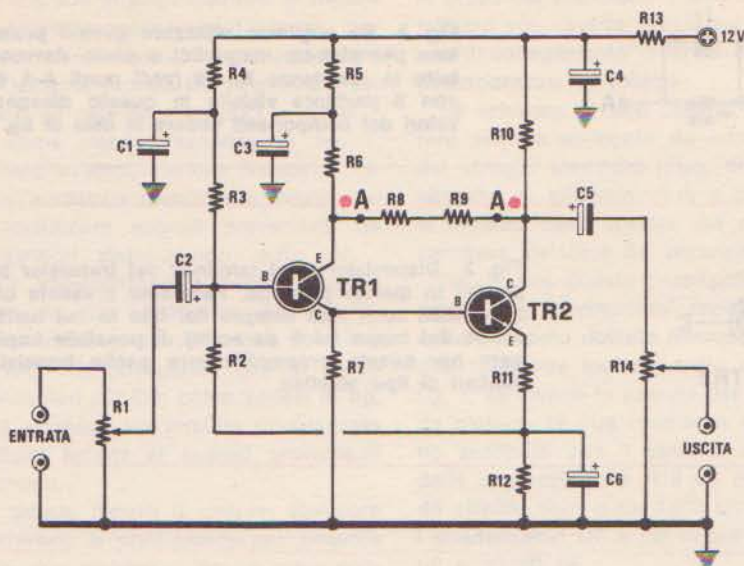 R13
12V
R4
R5
C4
C1
C3
R10
R6
R3
A
R8
R9
A
C5
C2
E
B
TR1
C
C
B
TR2
E
R2
R7
R11
R14
ENTRATA
R1
USCITA
R12
C6